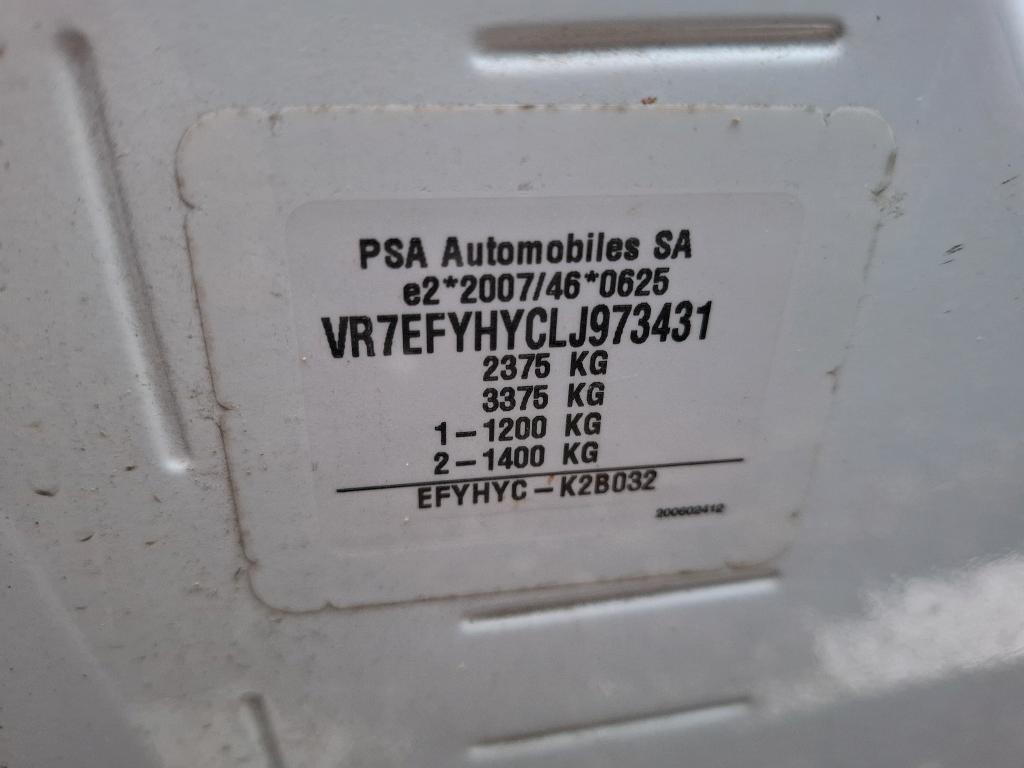 PSA Automobiles SA
e2*2007/46*0625
VR7EFYHYCLJ973431
2375 KG
3375 KG
1-1200 KG
2-1400 KG
EFYHYC-K2B032
200602412